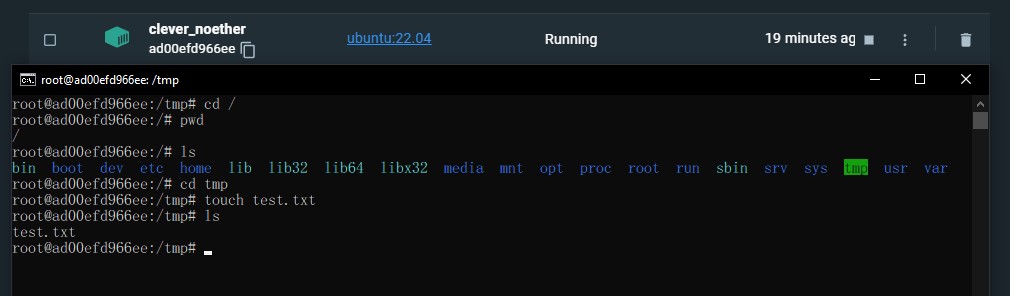 clever_noether
ad00efd966ee
ubuntu:22.04
Running
19 minutes ag
root@ad00efd966ee: /tmp
root@ad00efd966ee:/tmp# cd /
root@ad00efd966ee:/# pwd
/
root@ad00efd966ee:/# ls
bin boot dev etc home lib lib32 lib64 libx32 media mnt opt proc root run sbin srv sys tmp usr var
root@ad00efd966ee:/# cd tmp
root@ad00efd966ee:/tmp# touch test.txt
root@ad00efd966ee:/tmp# ls
test.txt
root@ad00efd966ee:/tmp#